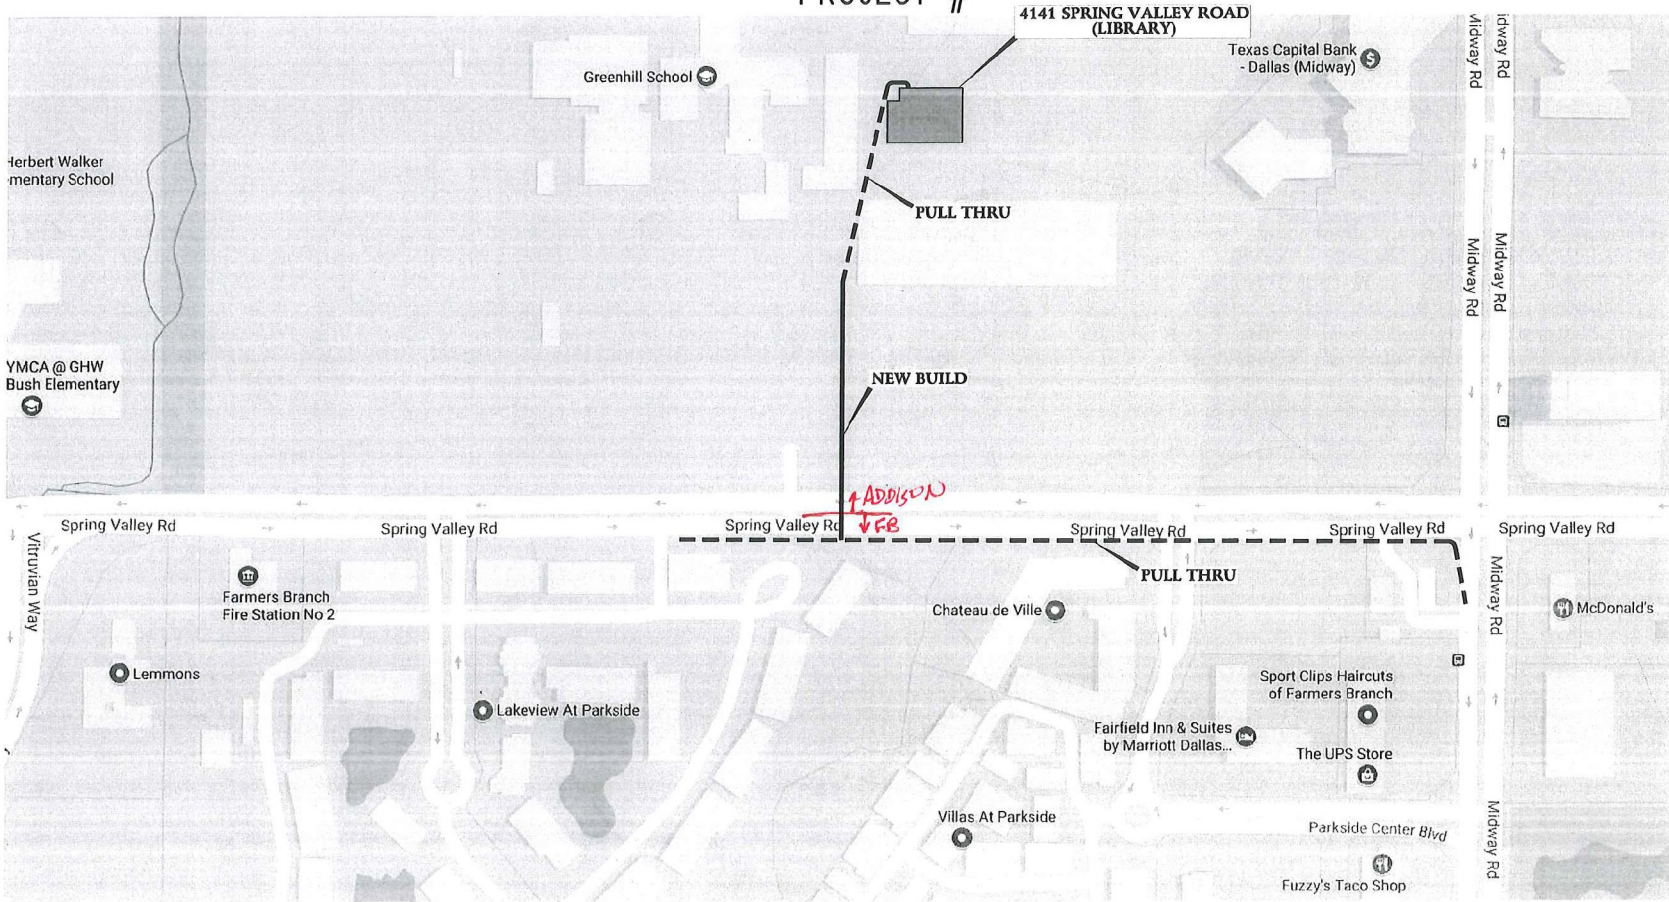 4141 SPRING VALLEY ROAD
(LIBRARY)
Midway Rd
Midway Rd
Texas Capital Bank
- Dallas (Midway)
Greenhill School
Herbert Walker
mentary School
PULL THRU
Midway Rd
Midway Rd
YMCA @ GHW
Bush Elementary
NEW BUILD
ADDISON
FB
Spring Valley Rd
Spring Valley Rd
Spring Valley Rd
Spring Valley Rd
Spring Valley Rd
Spring Valley Rd
Vitruvian Way
PULL THRU
Midway Rd
Farmers Branch
Fire Station No 2
Chateau de Ville
McDonald's
Lemmons
Lakeview At Parkside
Sport Clips Haircuts
of Farmers Branch
Fairfield Inn & Suites
by Marriott Dallas...
The UPS Store
Villas At Parkside
Parkside Center Blvd
Midway Rd
Fuzzy's Taco Shop